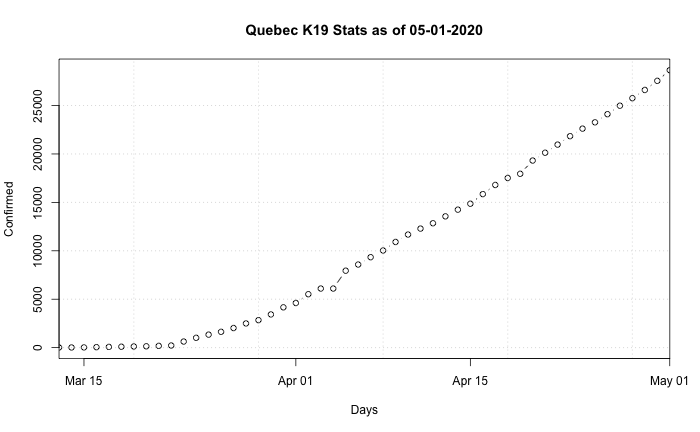 Quebec K19 Stats as of 05-01-2020
25000
20000
15000
10000
5000
0
Confirmed
Mar 15 Apr 01 Apr 15 May 01
Days